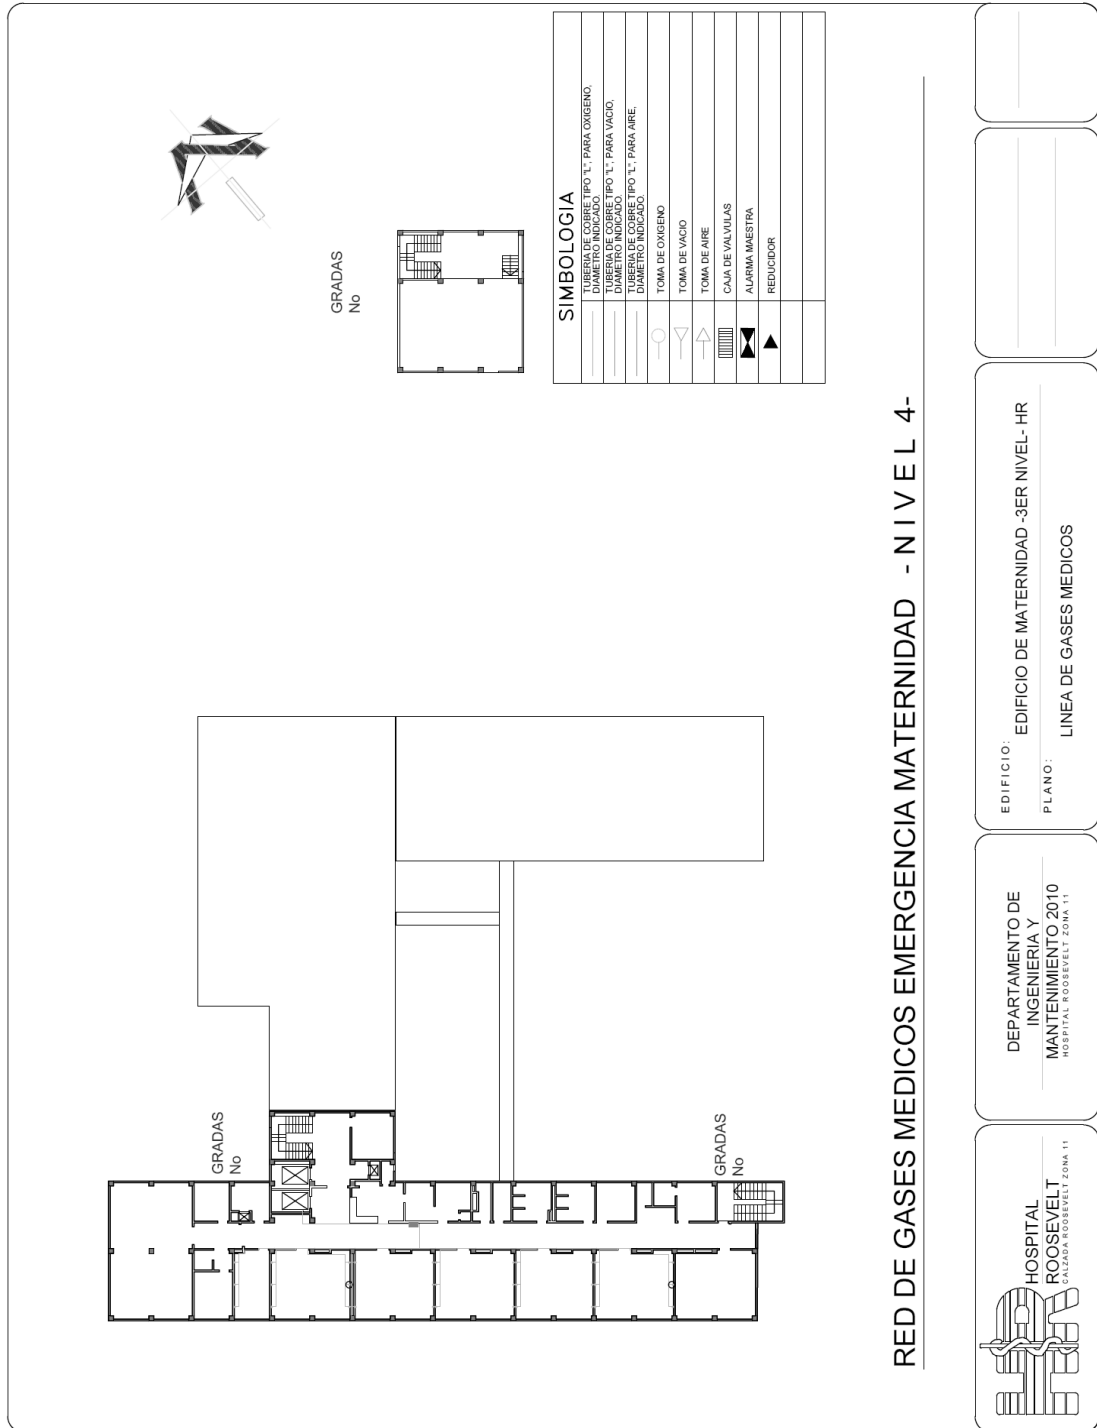 GRADAS
No
SIMBOLOGIA
TUBERIA DE COBRE TIPO "L", PARA OXIGENO,
DIAMETRO INDICADO.
TUBERIA DE COBRE TIPO "L", PARA VACIO,
DIAMETRO INDICADO.
TUBERIA DE COBRE TIPO "L", PARA AIRE,
DIAMETRO INDICADO.
TOMA DE OXIGENO
TOMA DE VACIO
TOMA DE AIRE
CAJA DE VALVULAS
ALARMA MAESTRA
REDUCIDOR
GRADAS
No
GRADAS
No
RED DE GASES MEDICOS EMERGENCIA MATERNIDAD - N I V E L 4-
HOSPITAL
ROOSEVELT
CALZADA ROOSEVELT ZONA 11
DEPARTAMENTO DE
INGENIERIA Y
MANTENIMIENTO 2010
HOSPITAL ROOSEVELT ZONA 11
EDIFICIO:
EDIFICIO DE MATERNIDAD -3ER NIVEL- HR
PLANO:
LINEA DE GASES MEDICOS